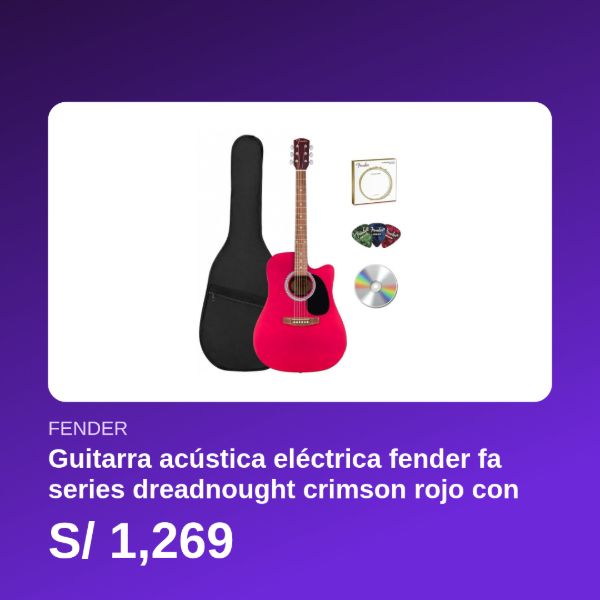 FENDER
Guitarra acústica eléctrica fender fa
series dreadnought crimson rojo con
S/ 1,269